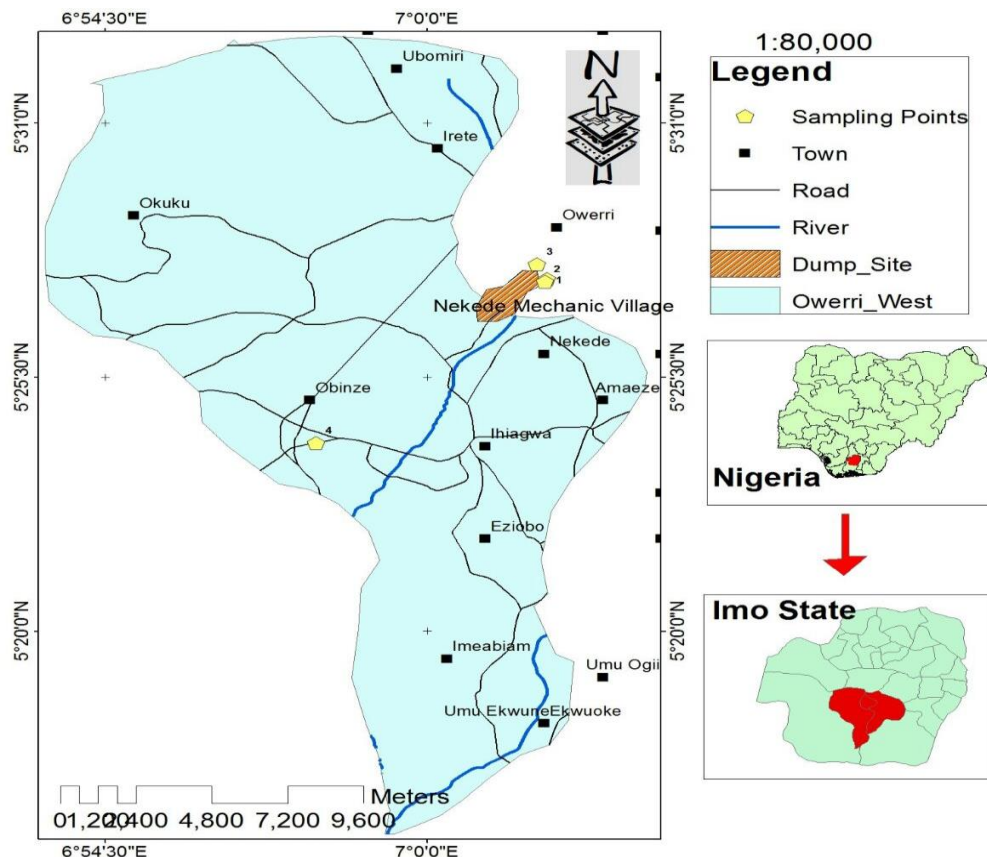 6°54'30"E
7°0'0"E
1:80,000
Legend
Sampling Points
Town
Road
River
Dump_Site
Owerri_West
N
Ubomiri
5°31'0"N
5°31'0"N
Irete
Okuku
Owerri
3
2
1
Nekede Mechanic Village
Nekede
5°25'30"N
5°25'30"N
Obinze
Amaeze
4
Ihiagwa
Nigeria
Eziobo
Imo State
5°20'0"N
5°20'0"N
Imeabiam
Umu Ogii
Umu EkwuneEkwuoke
Meters
01,2002,400 4,800 7,200 9,600
6°54'30"E
7°0'0"E